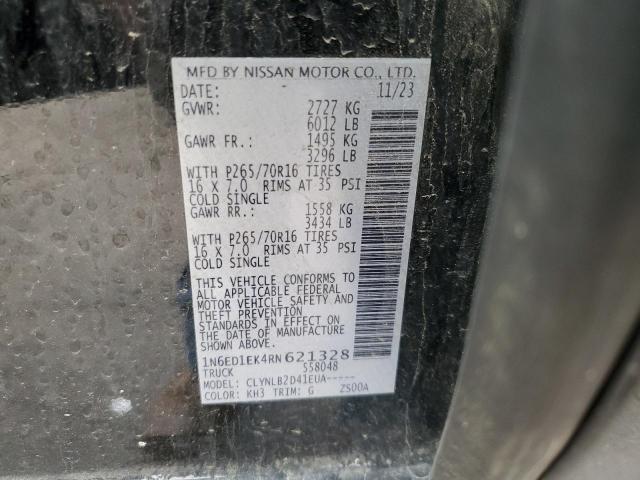 MFD BY NISSAN MOTOR CO., LTD.
DATE: 11/23
GVWR: 2727 KG
6012 LB
GAWR FR.: 1495 KG
3296 LB
WITH P265/70R16 TIRES
16 X 7.0 RIMS AT 35 PSI
COLD SINGLE
GAWR RR.: 1558 KG
3434 LB
WITH P265/70R16 TIRES
16 X 7.0 RIMS AT 35 PSI
COLD SINGLE
THIS VEHICLE CONFORMS TO
ALL APPLICABLE FEDERAL
MOTOR VEHICLE SAFETY AND
THEFT PREVENTION
STANDARDS IN EFFECT ON
THE DATE OF MANUFACTURE
SHOWN ABOVE.
1N6ED1EK4RN621328
TRUCK 558048
MODEL: CLYNLB2D41EUA-----
COLOR: KH3 TRIM: G ZS00A